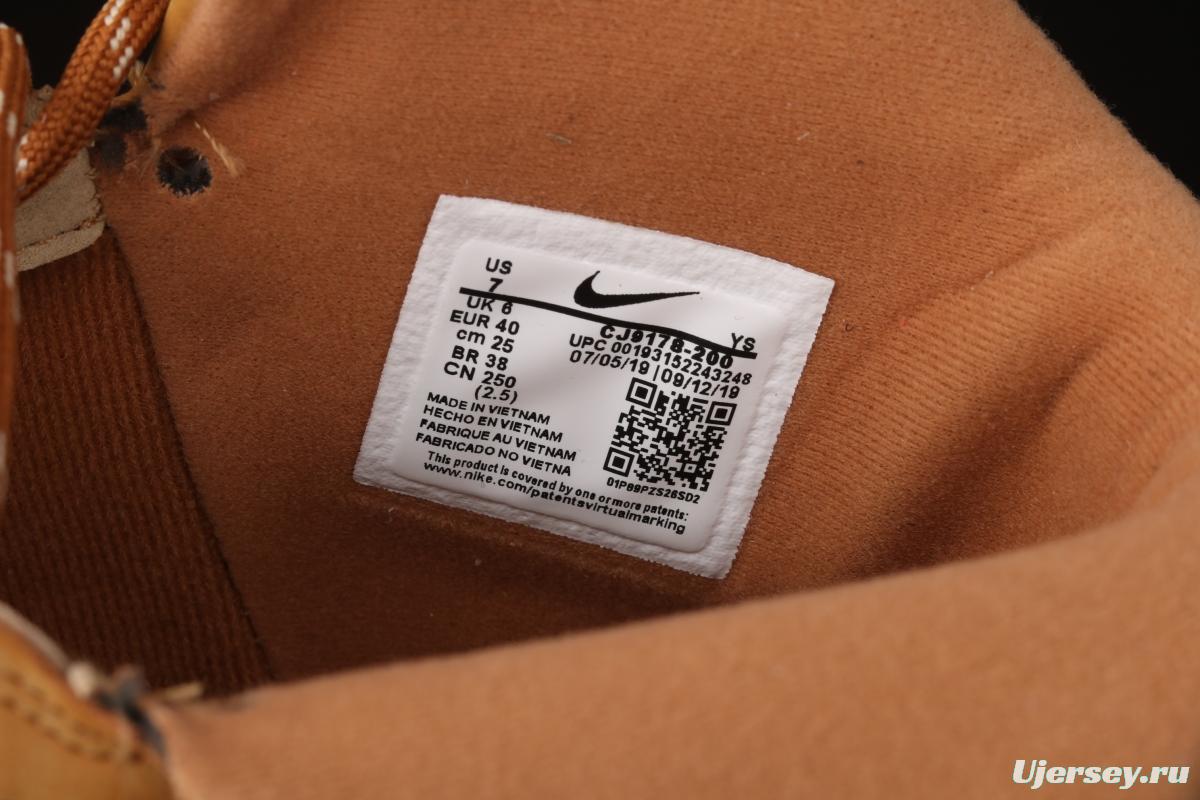 US
7
UK 6
EUR 40
cm 25
BR 38
CN 250
(2.5)
YS
CJ9178-200
UPC 00193152243248
07/05/19 | 09/12/19
MADE IN VIETNAM
HECHO EN VIETNAM
FABRIQUE AU VIETNAM
FABRICADO NO VIETNA
01P69PZS26SD2
This product is covered by one or more patents:
www.nike.com/patentsvirtualmarking
Ujersey.ru